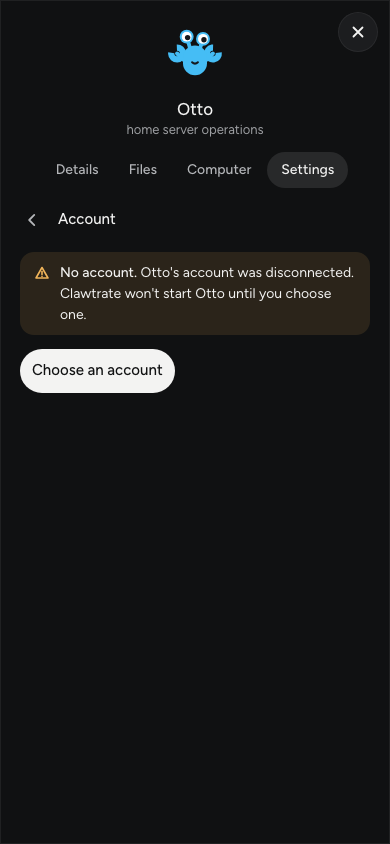 Otto
home server operations
Details Files Computer Settings
Account
No account. Otto's account was disconnected.
Clawtrate won't start Otto until you choose
one.
Choose an account